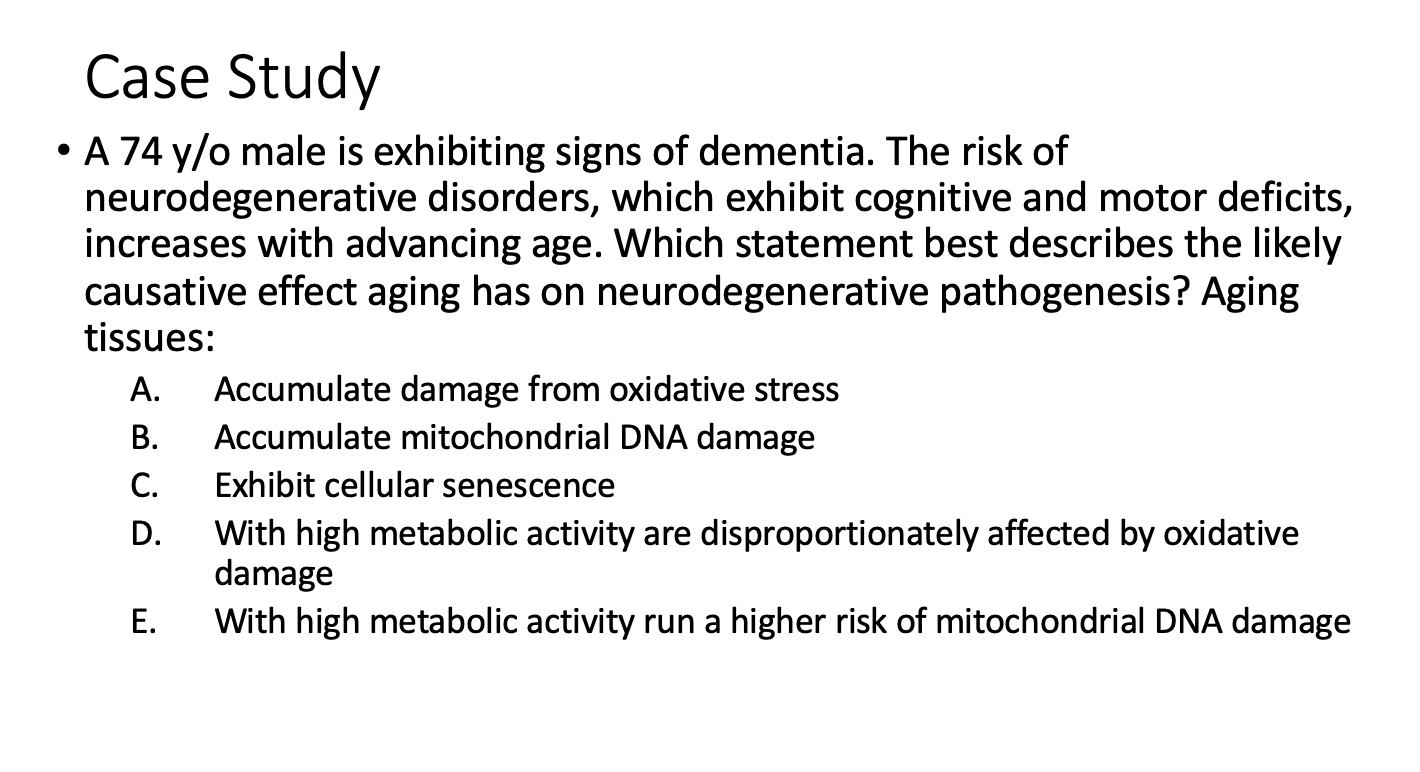 Case Study
• A 74 y/o male is exhibiting signs of dementia. The risk of
neurodegenerative disorders, which exhibit cognitive and motor deficits,
increases with advancing age. Which statement best describes the likely
causative effect aging has on neurodegenerative pathogenesis? Aging
tissues:
A. Accumulate damage from oxidative stress
B. Accumulate mitochondrial DNA damage
C. Exhibit cellular senescence
D. With high metabolic activity are disproportionately affected by oxidative
damage
E. With high metabolic activity run a higher risk of mitochondrial DNA damage